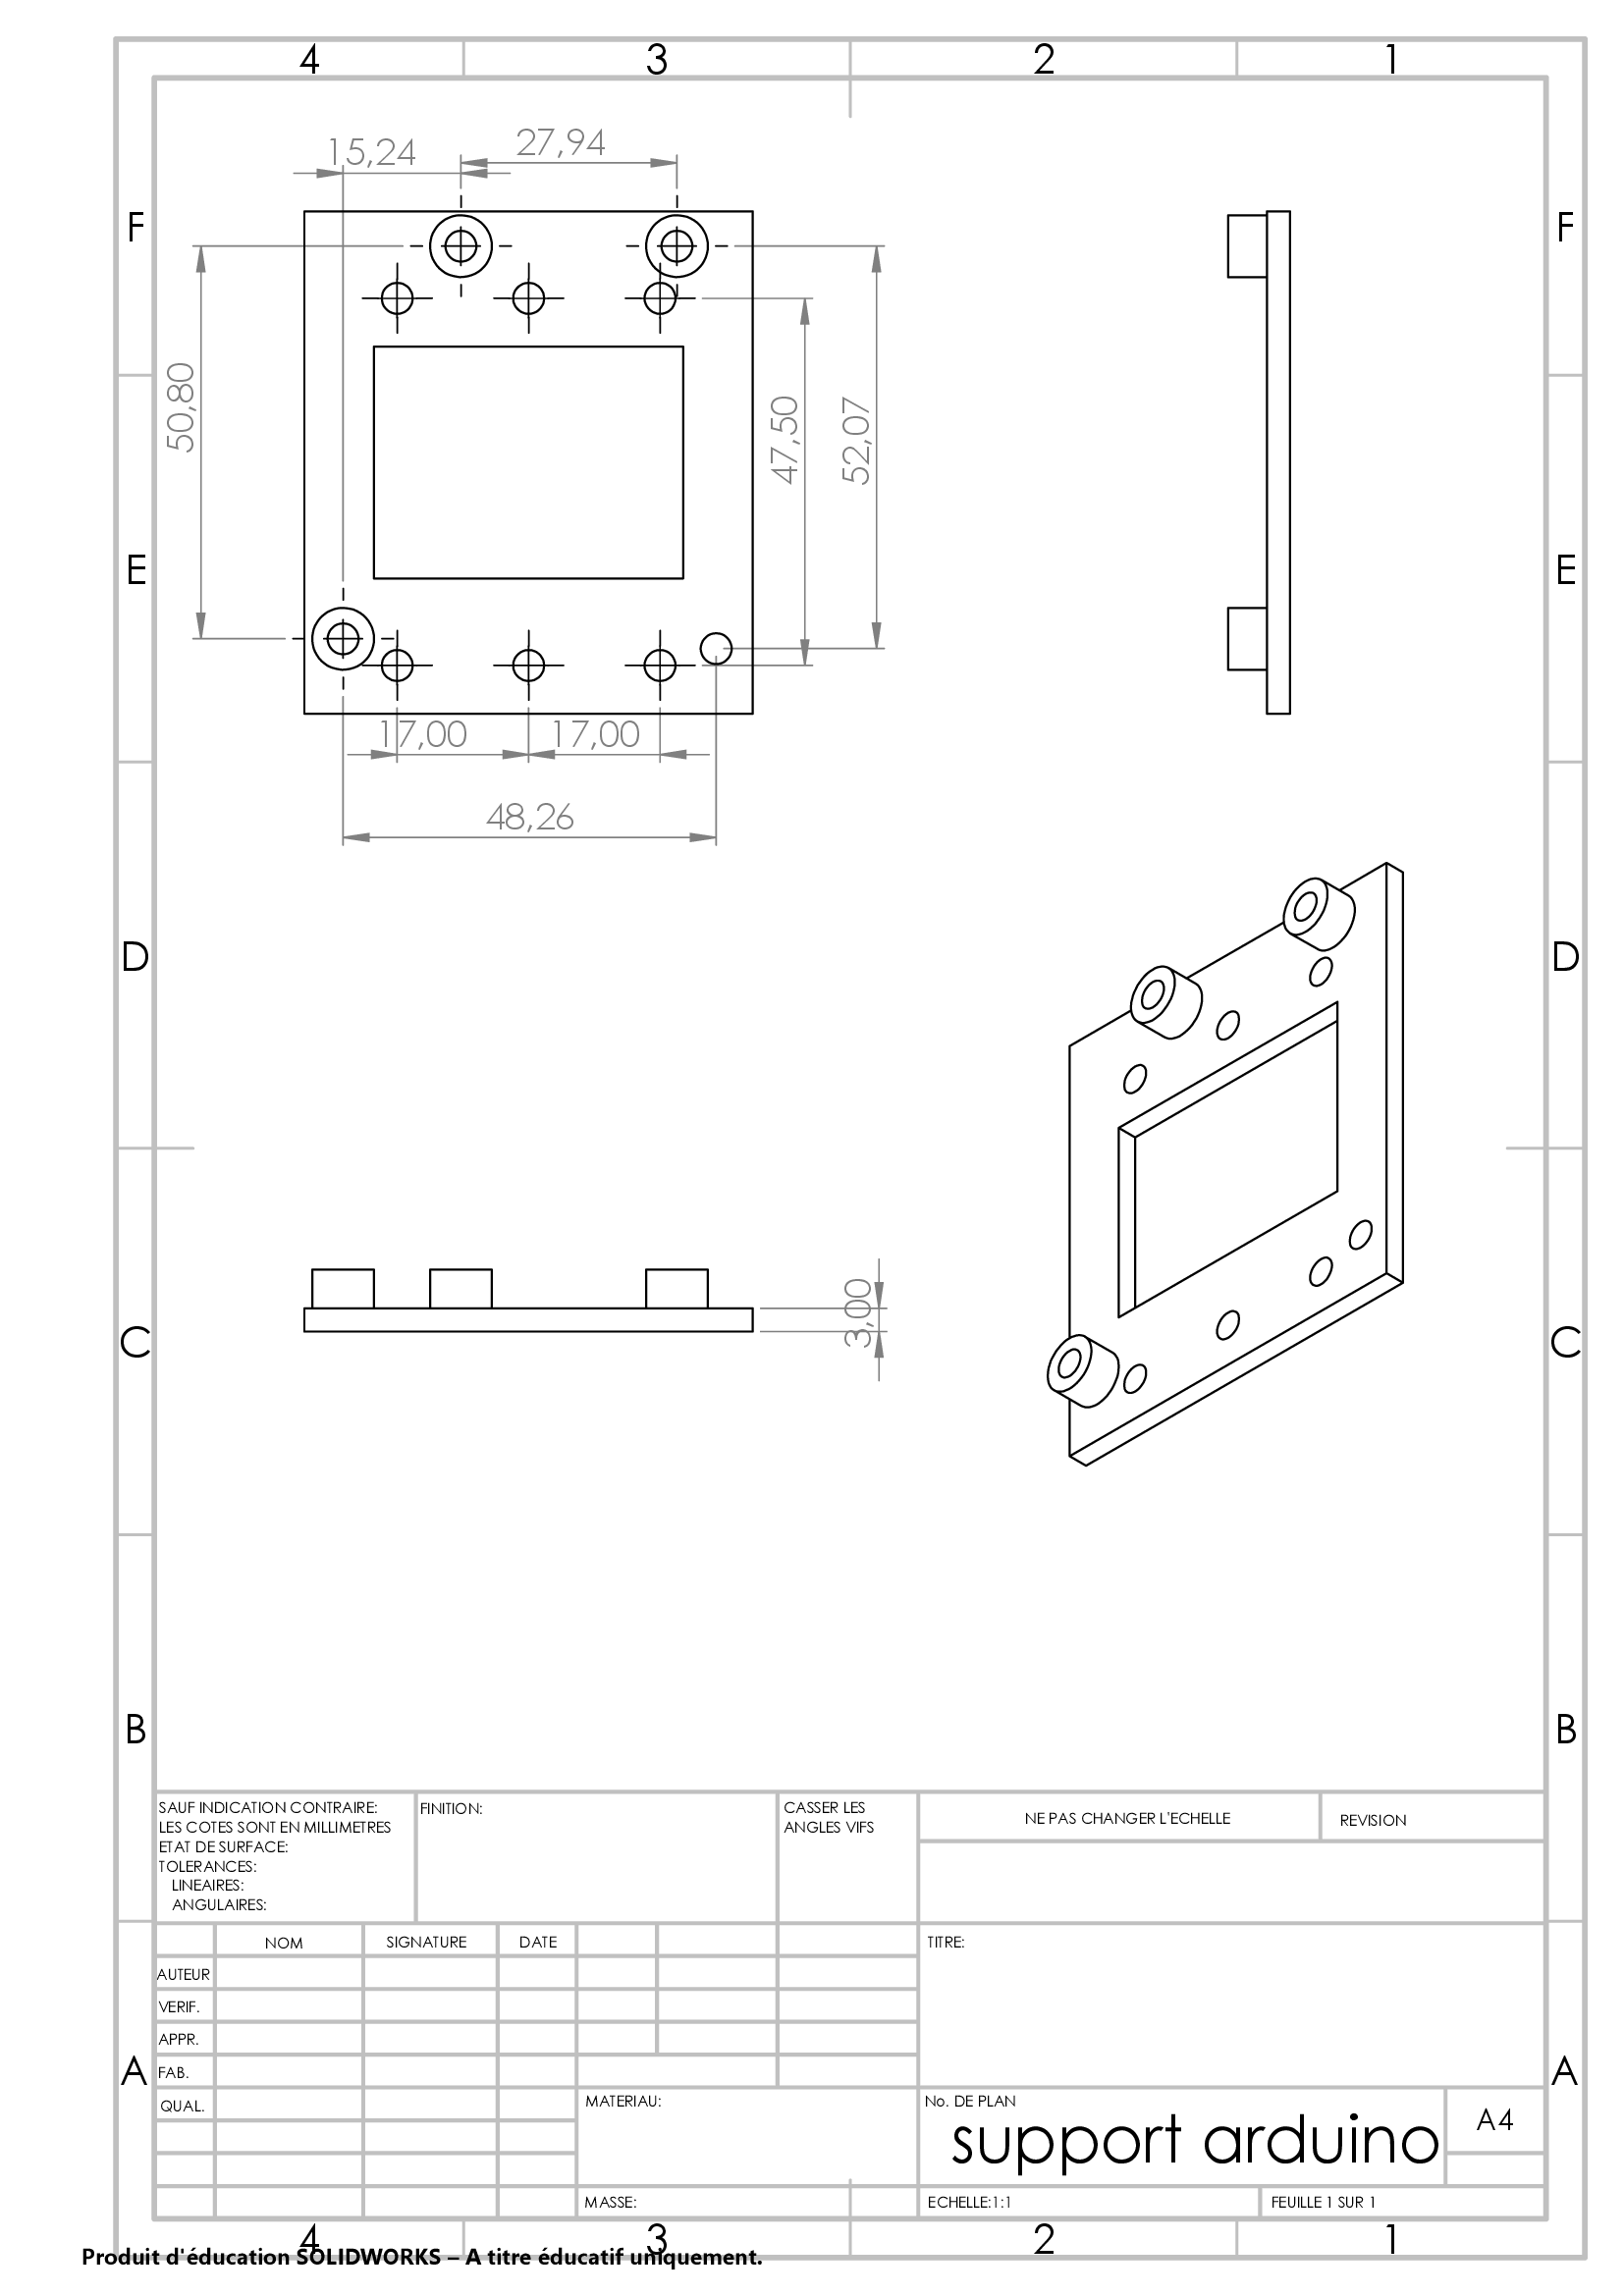 4 3 2 1
15,24 27,94
F F
50,80 47,50 52,07
E E
17,00 17,00
48,26
D D
3,00
C C
B B
SAUF INDICATION CONTRAIRE:
LES COTES SONT EN MILLIMETRES
ETAT DE SURFACE:
TOLERANCES:
LINEAIRES:
ANGULAIRES:
FINITION:
CASSER LES
ANGLES VIFS
NE PAS CHANGER L'ECHELLE
REVISION
NOM SIGNATURE DATE
TITRE:
AUTEUR
VERIF.
APPR.
A A
FAB.
QUAL.
MATERIAU:
No. DE PLAN
support arduino
A4
MASSE:
ECHELLE:1:1
FEUILLE 1 SUR 1
4 3 2 1
Produit d'éducation SOLIDWORKS – A titre éducatif uniquement.